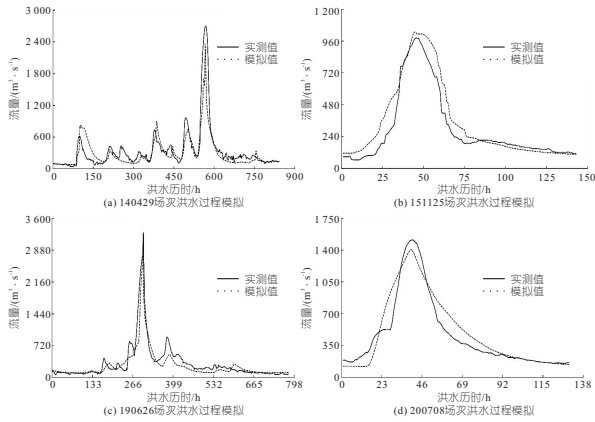 3 000
2 400
1 800
1 200
600
0
流量/(m³·s⁻¹)
实测值
模拟值
0 150 300 450 600 750 900
洪水历时/h
(a) 140429场次洪水过程模拟
1 200
960
720
480
240
0
流量/(m³·s⁻¹)
实测值
模拟值
0 25 50 75 100 125 150
洪水历时/h
(b) 151125场次洪水过程模拟
3 600
2 880
2 160
1 440
720
0
流量/(m³·s⁻¹)
实测值
模拟值
0 133 266 399 532 665 798
洪水历时/h
(c) 190626场次洪水过程模拟
1 750
1 400
1 050
700
350
0
流量/(m³·s⁻¹)
实测值
模拟值
0 23 46 69 92 115 138
洪水历时/h
(d) 200708场次洪水过程模拟